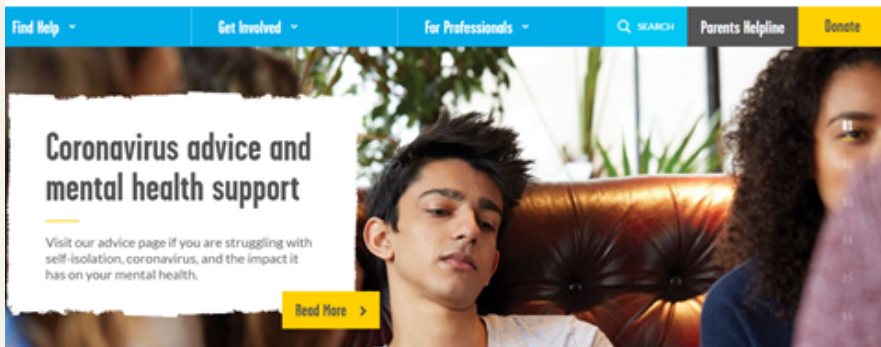 Find Help
Get Involved
For Professionals
SEARCH
Parents Helpline
Donate
Coronavirus advice and
mental health support
Visit our advice page if you are struggling with
self-isolation, coronavirus, and the impact it
has on your mental health.
Read More